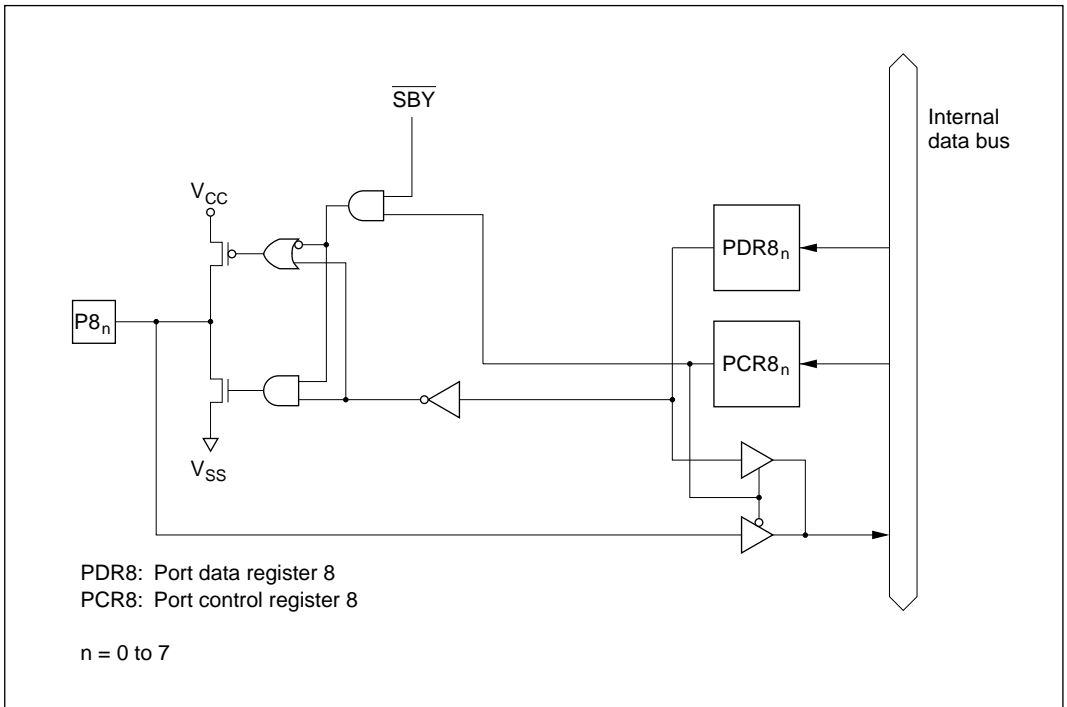 S̅B̅Y̅
Internal
data bus
VCC
PDR8n
P8n
PCR8n
VSS
PDR8: Port data register 8
PCR8: Port control register 8
n = 0 to 7